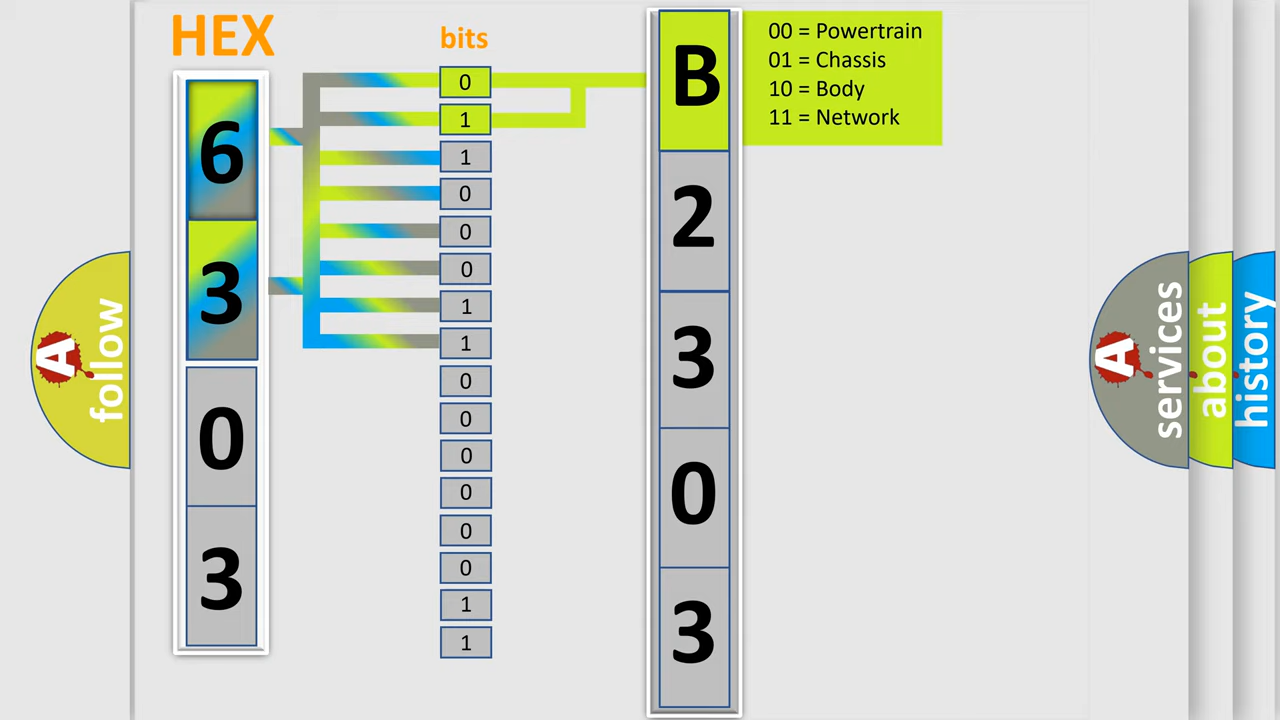 HEX
bits
6
3
0
3
0
1
1
0
0
0
1
1
0
0
0
0
0
0
1
1
B
2
3
0
3
00 = Powertrain
01 = Chassis
10 = Body
11 = Network
A
follow
A
services
about
history